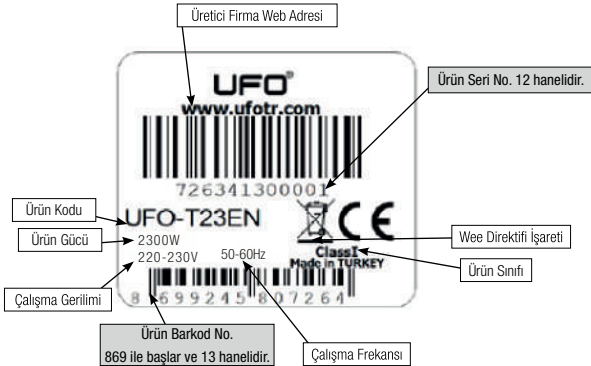 Üretici Firma Web Adresi
UFO®
www.ufotr.com
Ürün Seri No. 12 hanelidir.
726341300001
Ürün Kodu
UFO-T23EN
CE
Ürün Gücü
2300W
Wee Direktifi İşareti
220-230V
50-60Hz
ClassI
Made in TURKEY
Ürün Sınıfı
Çalışma Gerilimi
8 699245 807264
Ürün Barkod No.
869 ile başlar ve 13 hanelidir.
Çalışma Frekansı